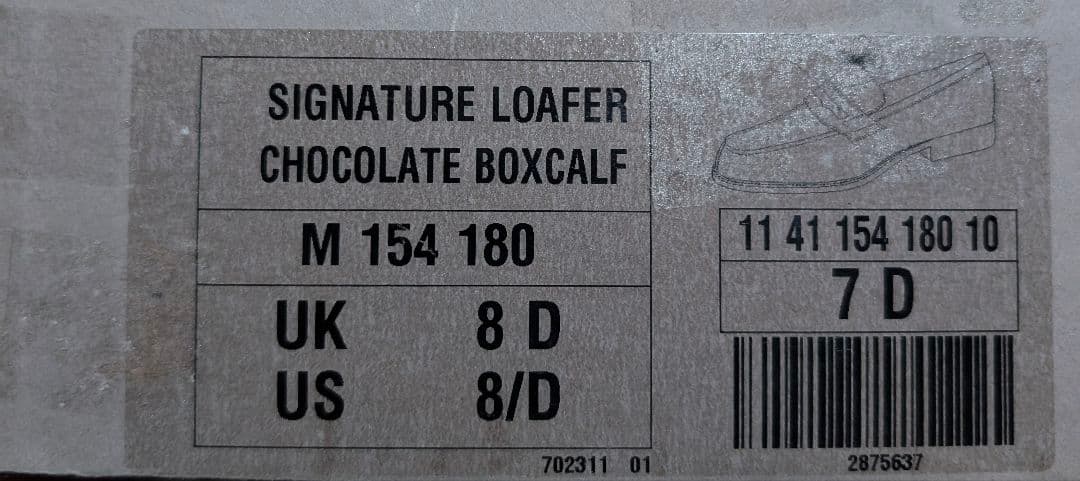 SIGNATURE LOAFER
CHOCOLATE BOXCALF
M 154 180
UK 8 D
US 8/D
702311 01
11 41 154 180 10
7 D
2875637